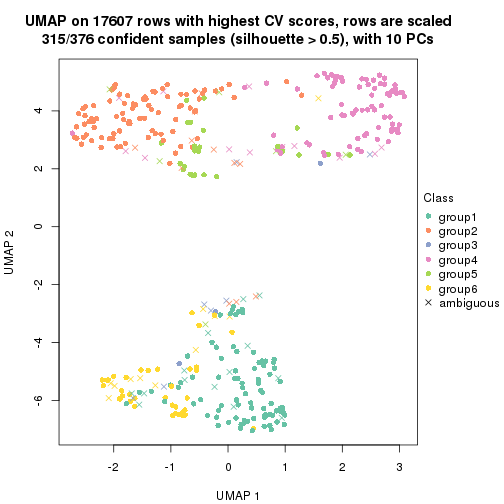 UMAP on 17607 rows with highest CV scores, rows are scaled
315/376 confident samples (silhouette > 0.5), with 10 PCs
4
2
0
-2
-4
-6
UMAP 2
-2
-1
0
1
2
3
UMAP 1
Class
group1
group2
group3
group4
group5
group6
ambiguous